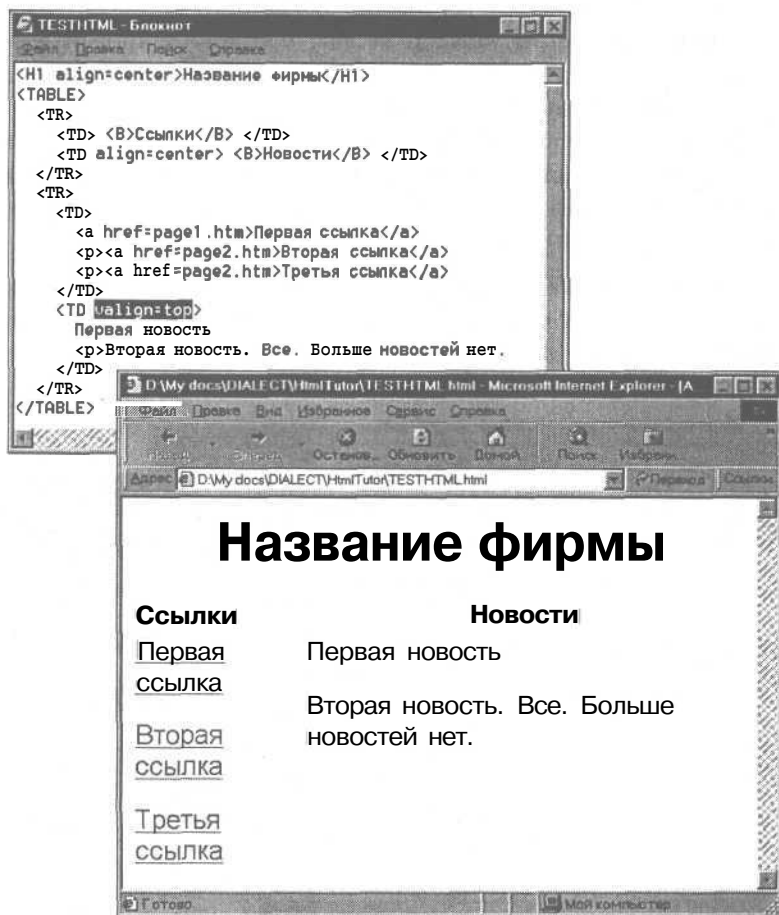 TESTHTML - Блокнот
Файл Правка Поиск Справка
<H1 align=center>Название фирмы</H1>
<TABLE>
<TR>
<TD> <B>Ссылки</B> </TD>
<TD align=center> <B>Новости</B> </TD>
</TR>
<TR>
<TD>
<a href=page1.htm>Первая ссылка</a>
<p><a href=page2.htm>Вторая ссылка</a>
<p><a href=page2.htm>Третья ссылка</a>
</TD>
<TD valign=top>
Первая новость
<p>Вторая новость. Все. Больше новостей нет.
</TD>
</TR>
</TABLE>
D:\My docs\DIALECT\HtmlTutor\TESTHTML.html - Microsoft Internet Explorer - [А
Файл Правка Вид Избранное Сервис Справка
Останов.. Обновить Домой Поиск Избранн..
Адрес D:\My docs\DIALECT\HtmlTutor\TESTHTML.html Переход Ссылки
Название фирмы
Ссылки Новости
Первая ссылка
Первая новость
Вторая ссылка
Вторая новость. Все. Больше
новостей нет.
Третья ссылка
Готово Мой компьютер